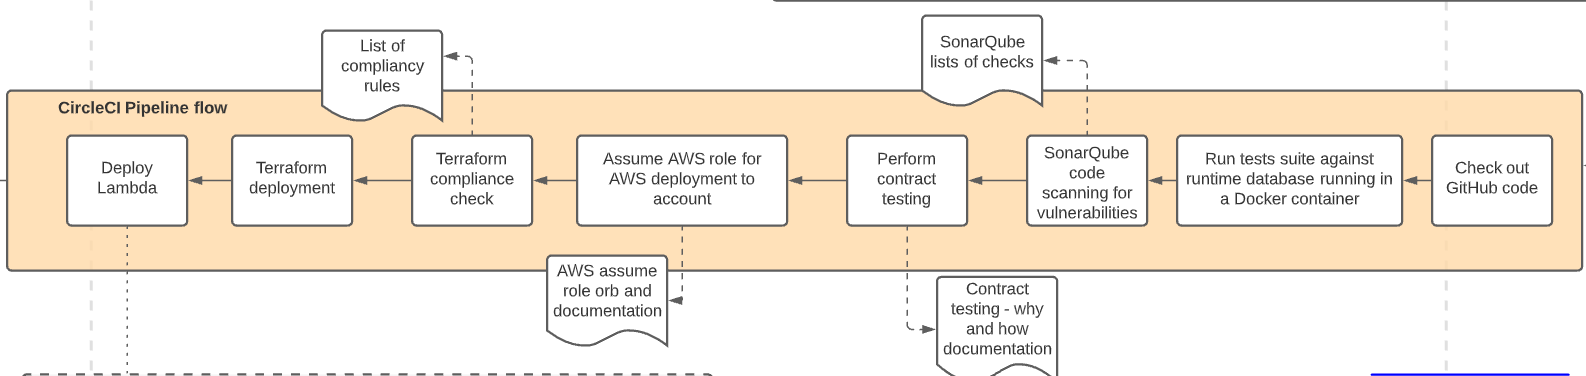 List of
compliancy
rules
SonarQube
lists of checks
CircleCI Pipeline flow
Deploy
Lambda
Terraform
deployment
Terraform
compliance
check
Assume AWS role for
AWS deployment to
account
Perform
contract
testing
SonarQube
code
scanning for
vulnerabilities
Run tests suite against
runtime database running in
a Docker container
Check out
GitHub code
AWS assume
role orb and
documentation
Contract
testing - why
and how
documentation